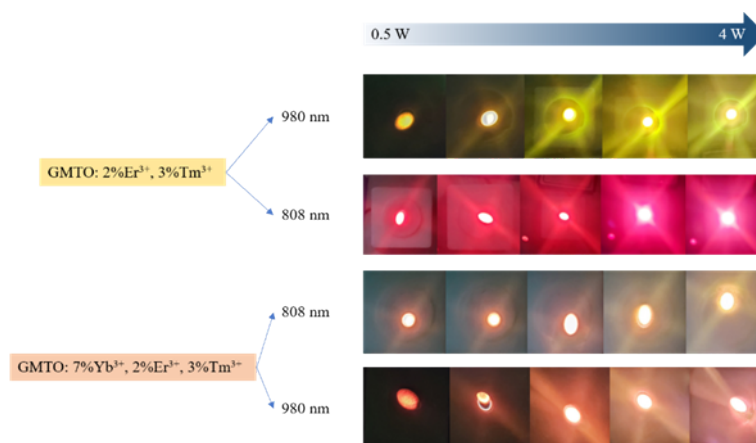 0.5 W 4 W
980 nm
GMTO: 2%Er³⁺, 3%Tm³⁺
808 nm
808 nm
GMTO: 7%Yb³⁺, 2%Er³⁺, 3%Tm³⁺
980 nm